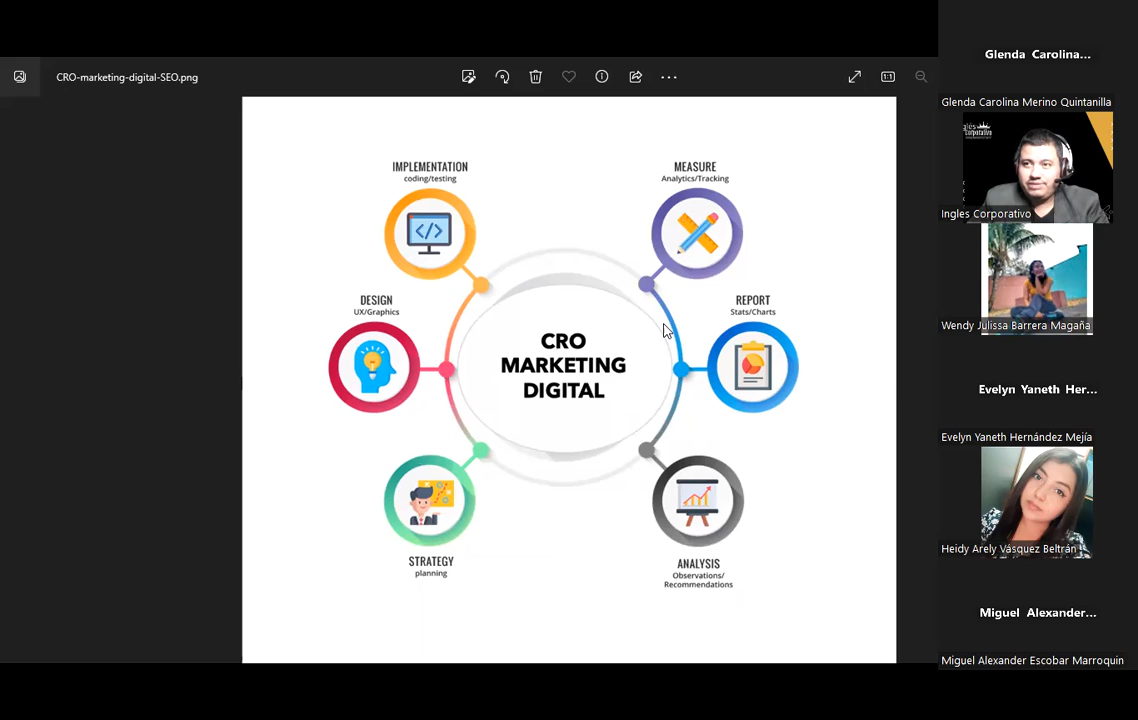 CRO-marketing-digital-SEO.png
1:1
IMPLEMENTATION
coding/testing
MEASURE
Analytics/Tracking
DESIGN
UX/Graphics
REPORT
Stats/Charts
CRO
MARKETING
DIGITAL
STRATEGY
planning
ANALYSIS
Observations/
Recommendations
Glenda Carolina...
Glenda Carolina Merino Quintanilla
Ingles Corporativo
Wendy Julissa Barrera Magaña
Evelyn Yaneth Her...
Evelyn Yaneth Hernández Mejía
Heidy Arely Vásquez Beltrán
Miguel Alexander...
Miguel Alexander Escobar Marroquin